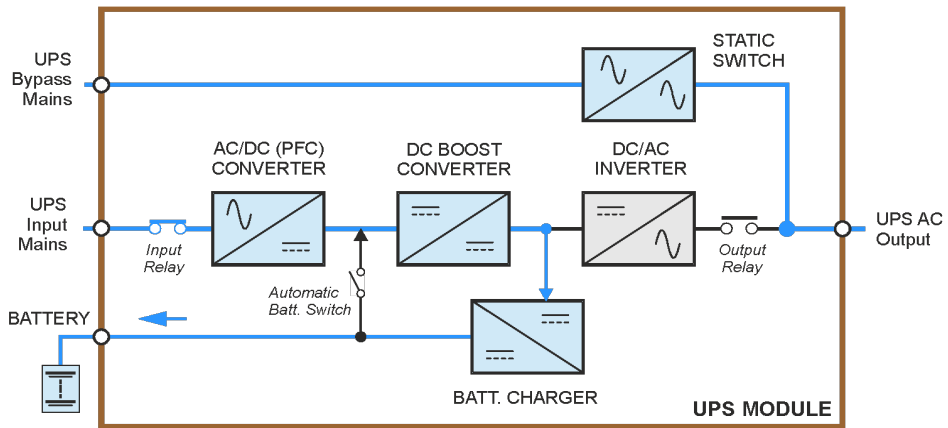 UPS
Bypass
Mains
STATIC
SWITCH
AC/DC (PFC)
CONVERTER
DC BOOST
CONVERTER
DC/AC
INVERTER
UPS
Input
Mains
Input
Relay
Automatic
Batt. Switch
Output
Relay
UPS AC
Output
BATTERY
BATT. CHARGER
UPS MODULE